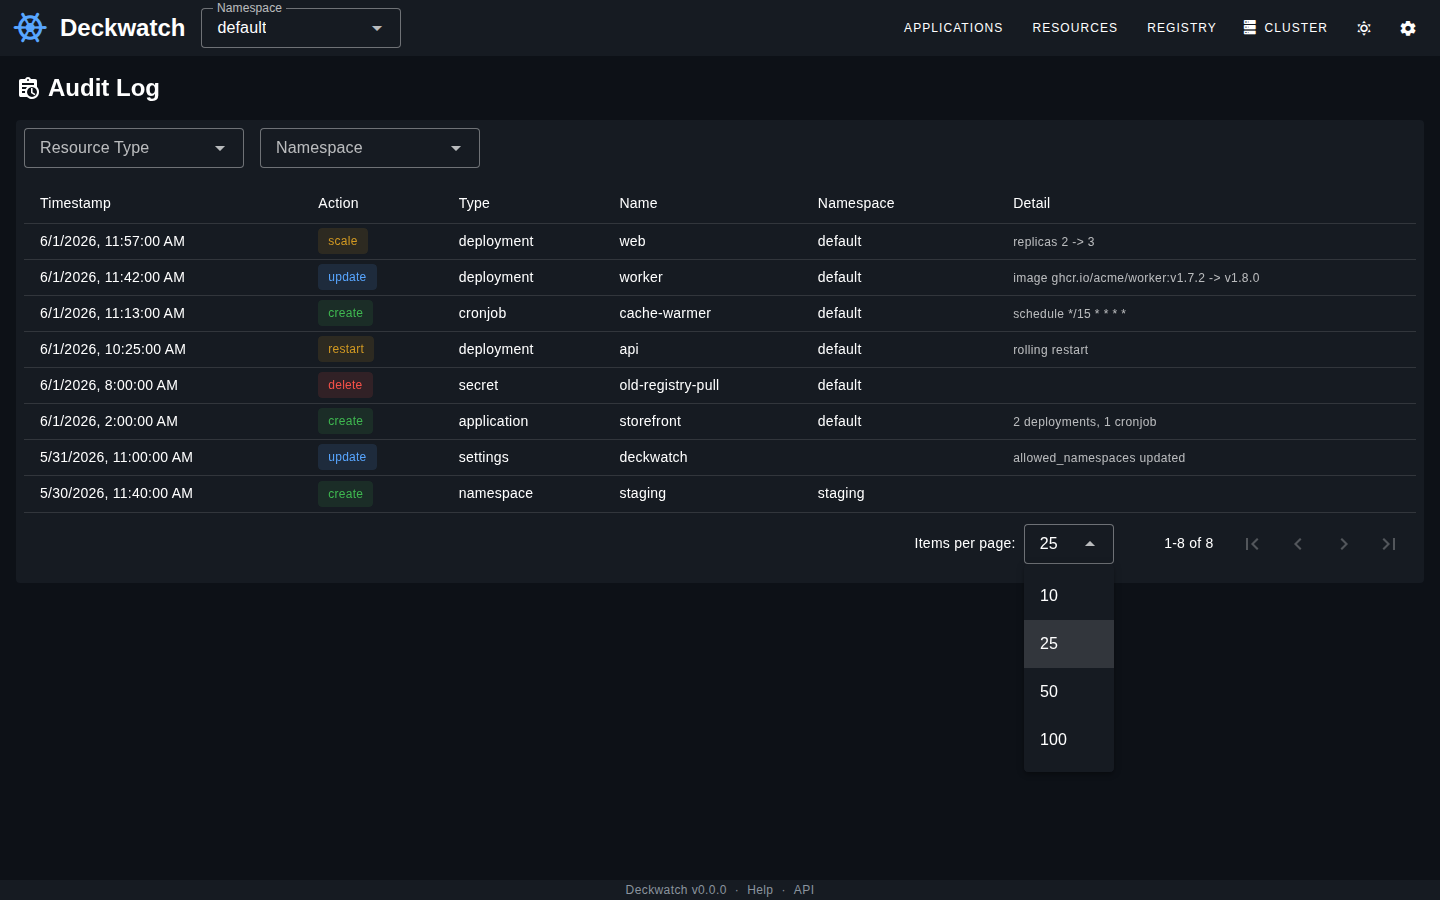 Deckwatch Namespace default APPLICATIONS RESOURCES REGISTRY CLUSTER
Audit Log
Resource Type Namespace
Timestamp Action Type Name Namespace Detail
6/1/2026, 11:57:00 AM scale deployment web default replicas 2 -> 3
6/1/2026, 11:42:00 AM update deployment worker default image ghcr.io/acme/worker:v1.7.2 -> v1.8.0
6/1/2026, 11:13:00 AM create cronjob cache-warmer default schedule */15 * * * *
6/1/2026, 10:25:00 AM restart deployment api default rolling restart
6/1/2026, 8:00:00 AM delete secret old-registry-pull default
6/1/2026, 2:00:00 AM create application storefront default 2 deployments, 1 cronjob
5/31/2026, 11:00:00 AM update settings deckwatch allowed_namespaces updated
5/30/2026, 11:40:00 AM create namespace staging staging
Items per page: 25 1-8 of 8
10
25
50
100
Deckwatch v0.0.0 · Help · API